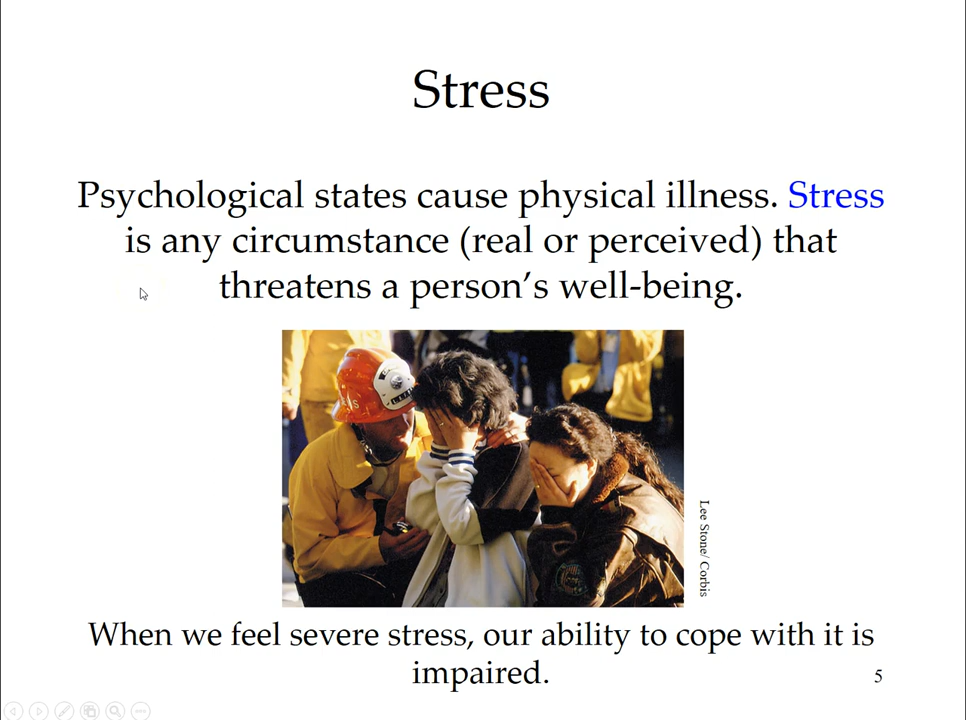 Stress
Psychological states cause physical illness. Stress
is any circumstance (real or perceived) that
threatens a person’s well-being.
Lee Stone/ Corbis
When we feel severe stress, our ability to cope with it is
impaired.
5